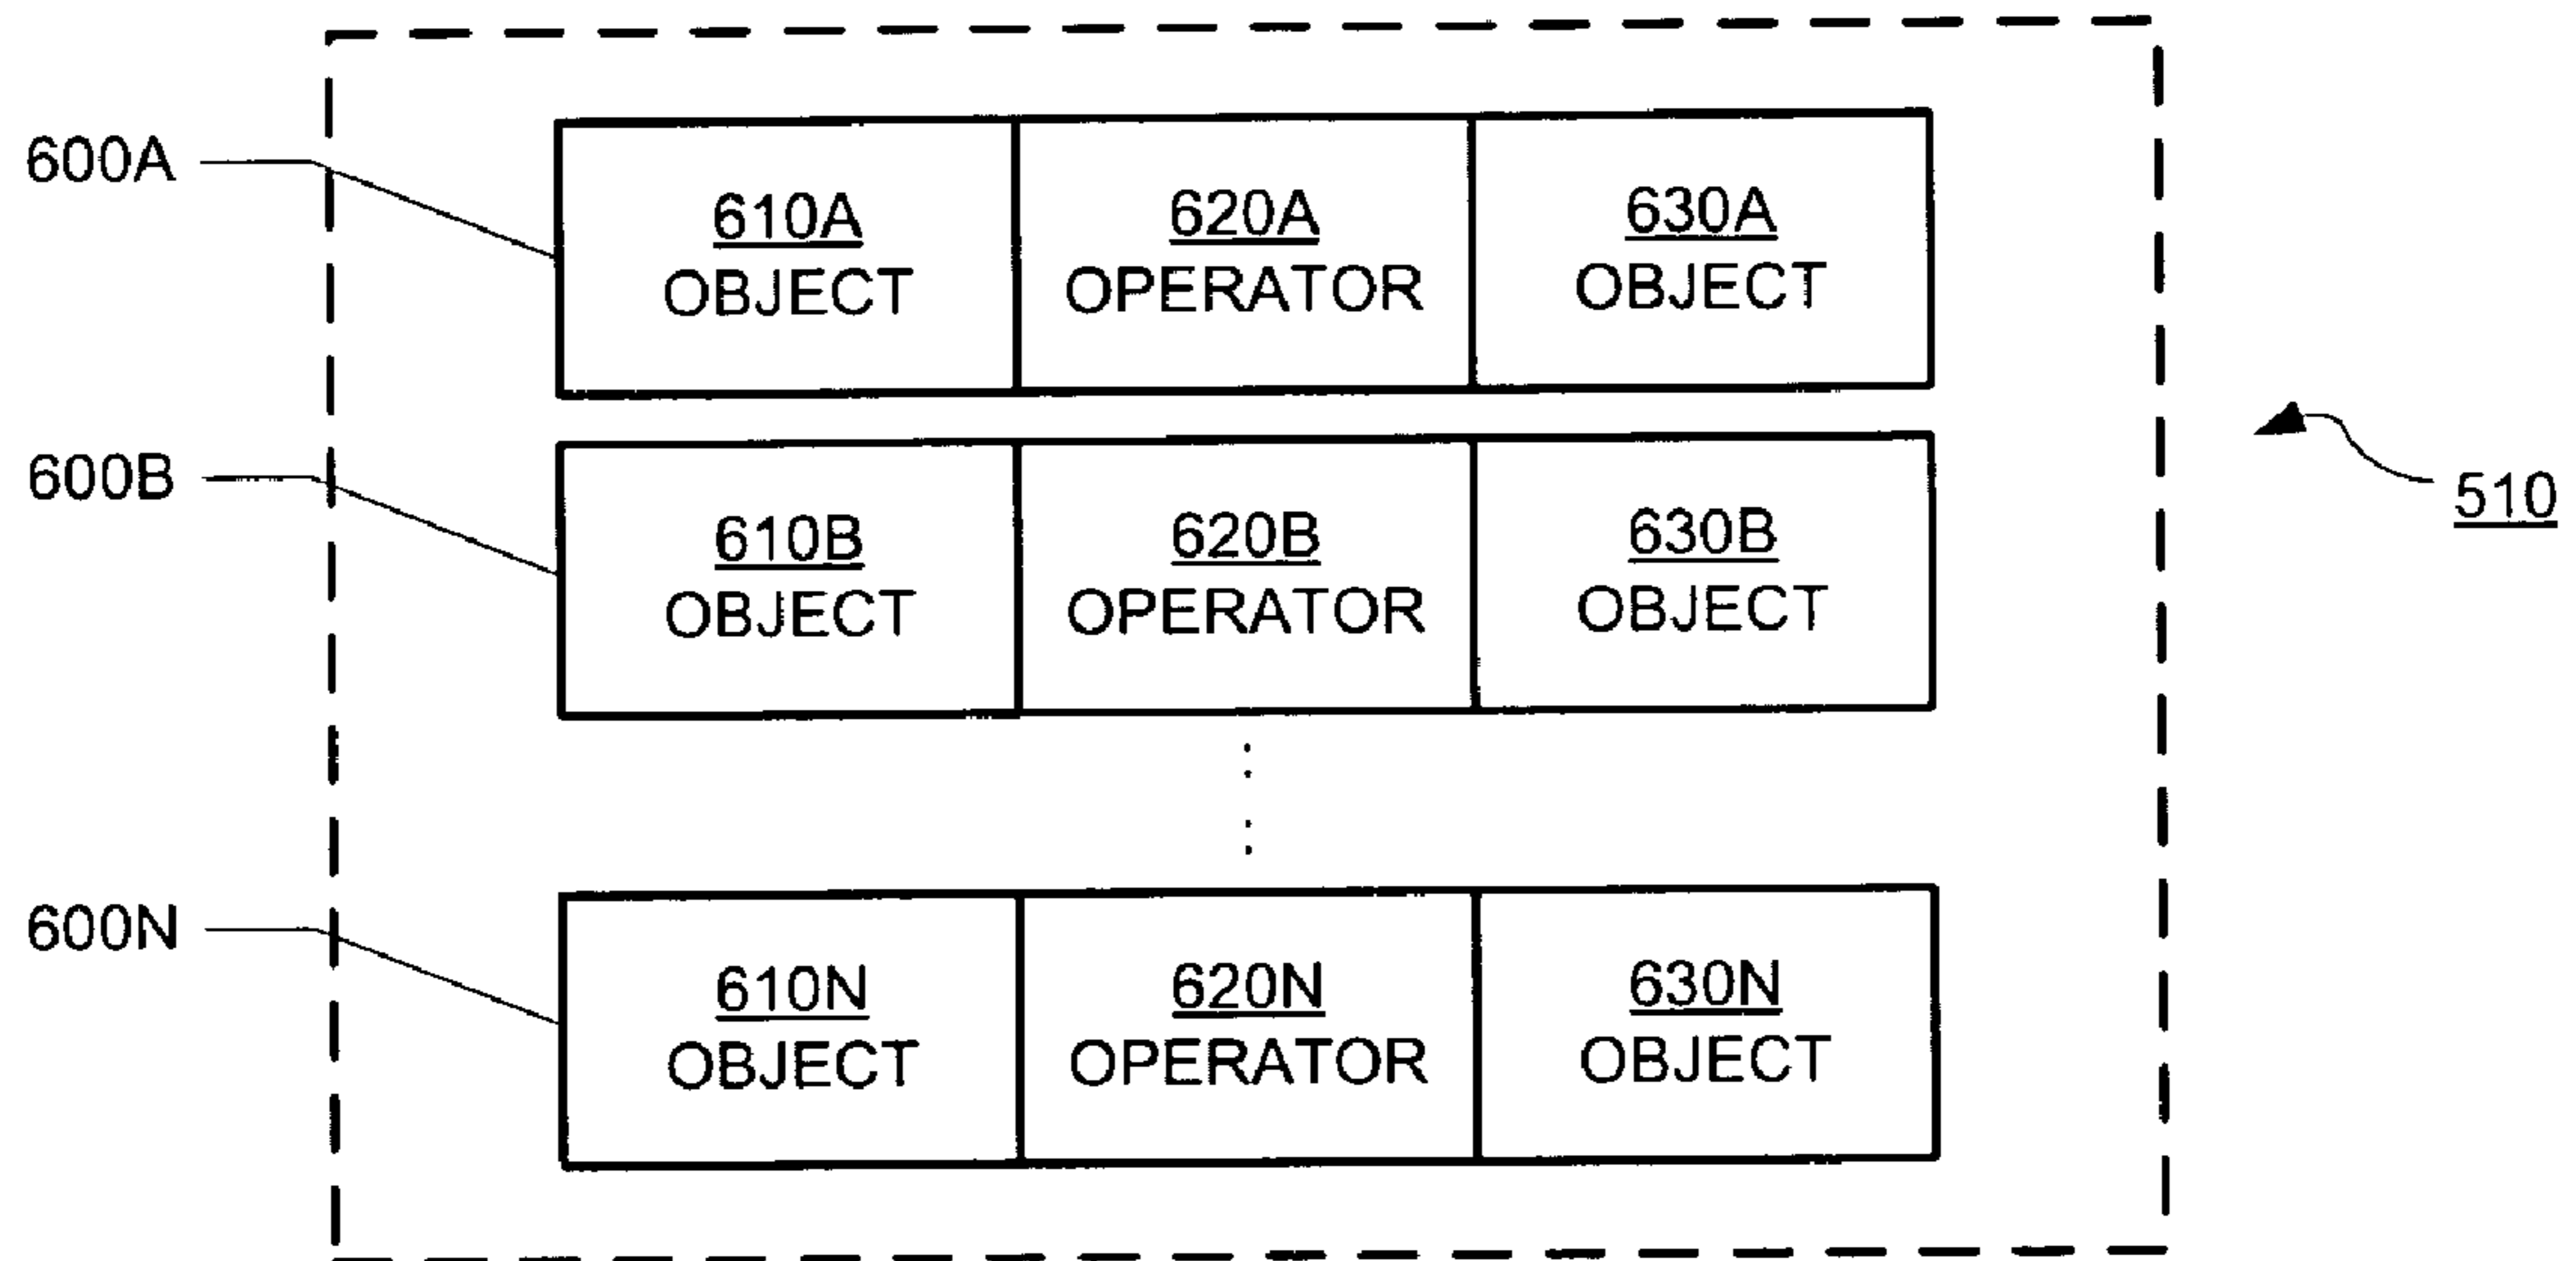 600A
610A
OBJECT
620A
OPERATOR
630A
OBJECT
600B
610B
OBJECT
620B
OPERATOR
630B
OBJECT
510
600N
610N
OBJECT
620N
OPERATOR
630N
OBJECT